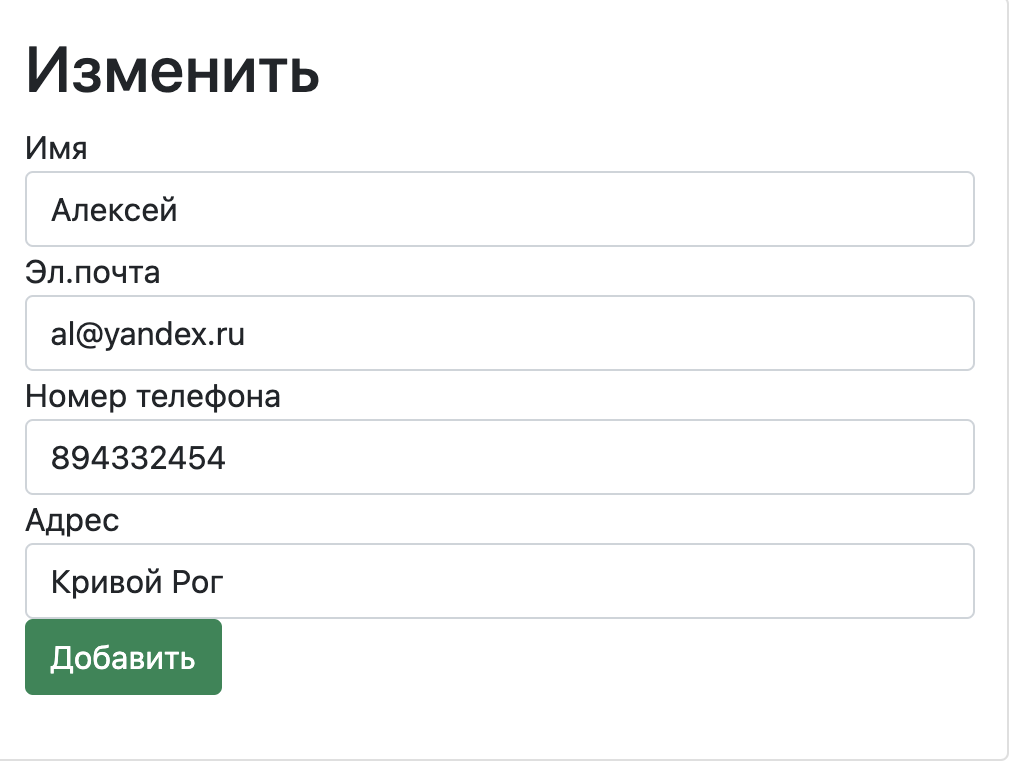 Изменить
Имя
Алексей
Эл.почта
al@yandex.ru
Номер телефона
894332454
Адрес
Кривой Рог
Добавить